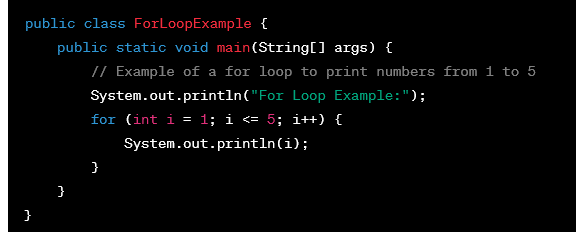 public class ForLoopExample {
    public static void main(String[] args) {
        // Example of a for loop to print numbers from 1 to 5
        System.out.println("For Loop Example:");
        for (int i = 1; i <= 5; i++) {
            System.out.println(i);
        }
    }
}